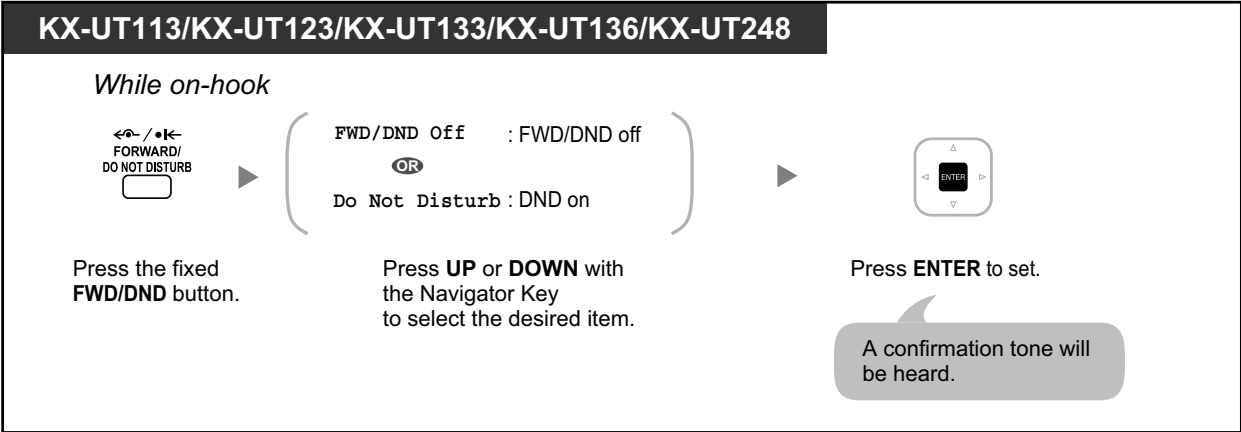 KX-UT113/KX-UT123/KX-UT133/KX-UT136/KX-UT248
While on-hook
FORWARD/
DO NOT DISTURB
FWD/DND Off : FWD/DND off
OR
Do Not Disturb : DND on
ENTER
Press the fixed
FWD/DND button.
Press UP or DOWN with
the Navigator Key
to select the desired item.
Press ENTER to set.
A confirmation tone will
be heard.